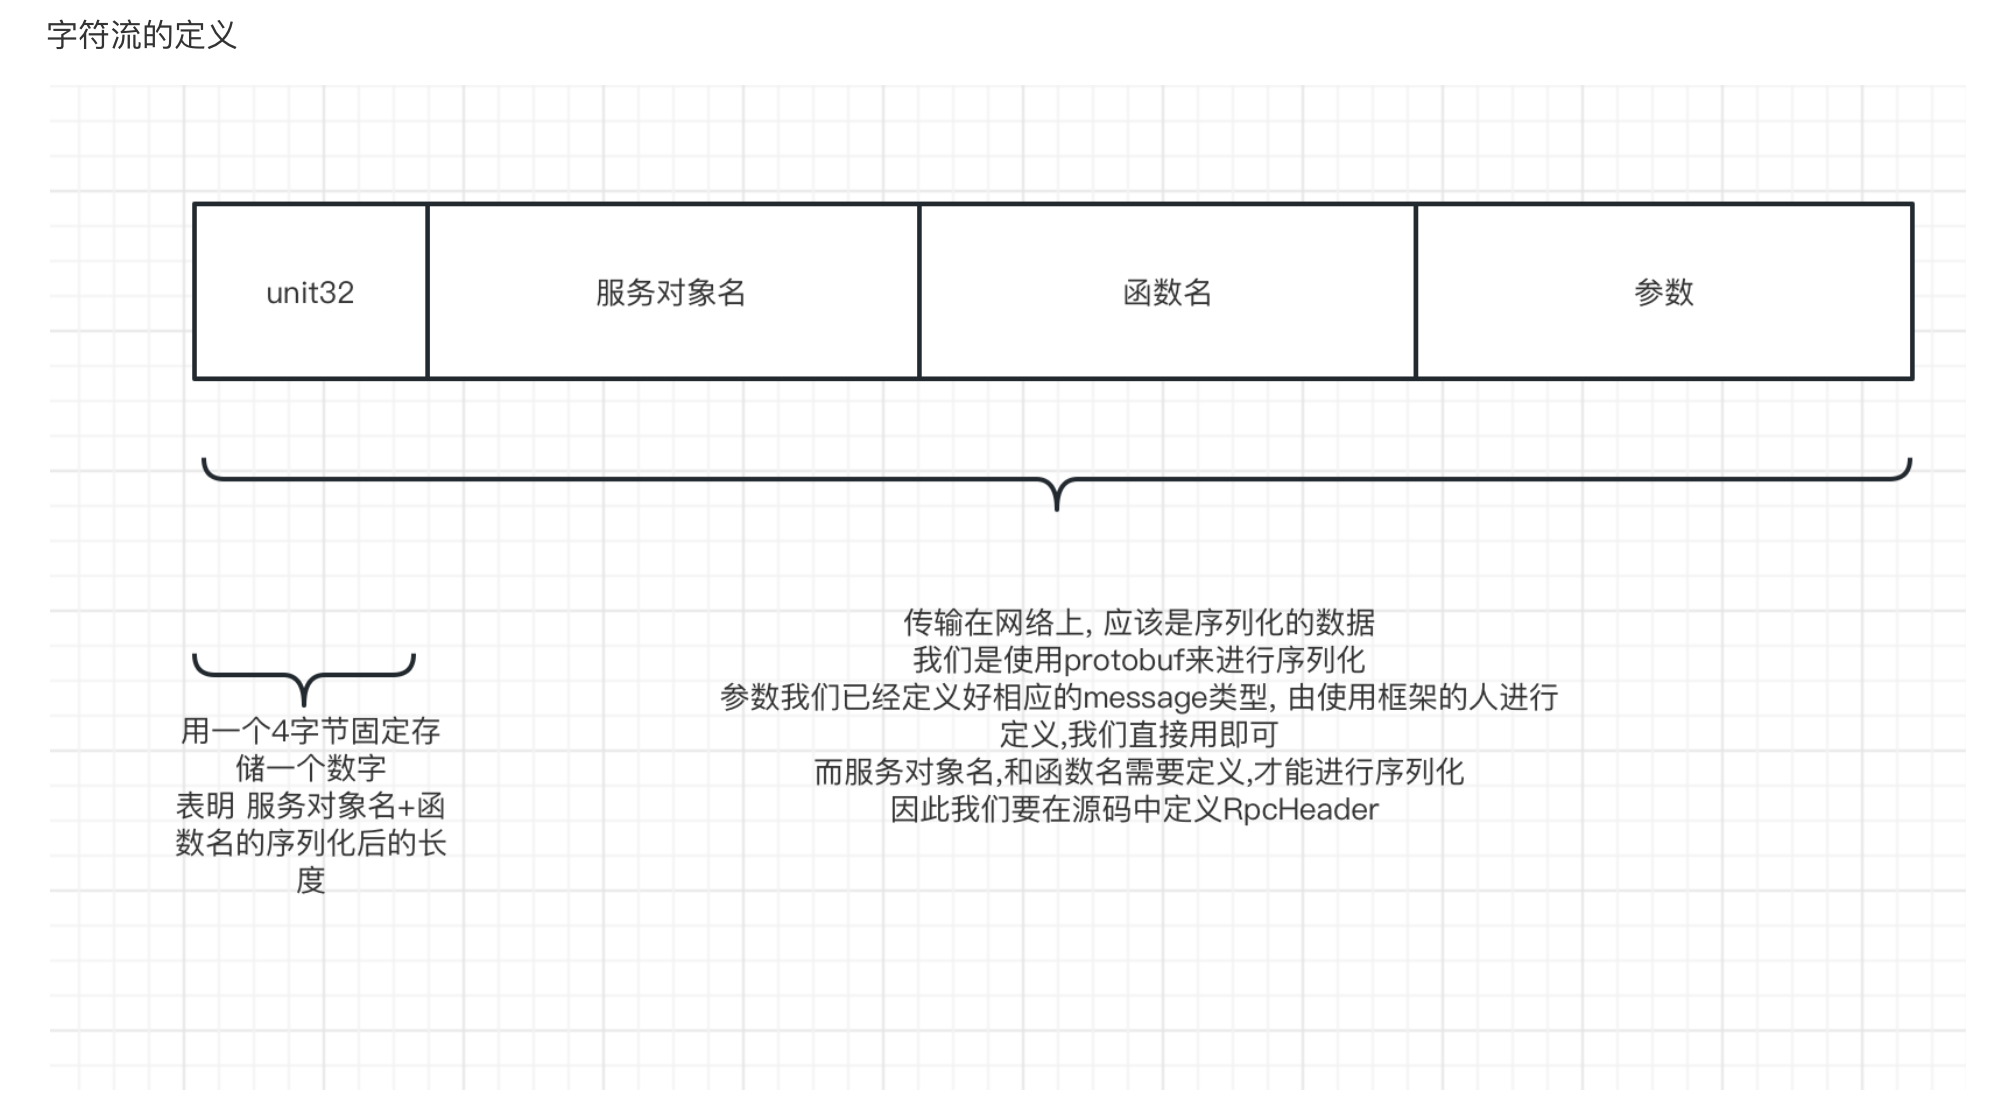 字符流的定义
unit32
服务对象名
函数名
参数
传输在网络上, 应该是序列化的数据
我们是使用protobuf来进行序列化
参数我们已经定义好相应的message类型, 由使用框架的人进行
定义,我们直接用即可
而服务对象名,和函数名需要定义,才能进行序列化
因此我们要在源码中定义RpcHeader
用一个4字节固定存
储一个数字
表明 服务对象名+函
数名的序列化后的长
度